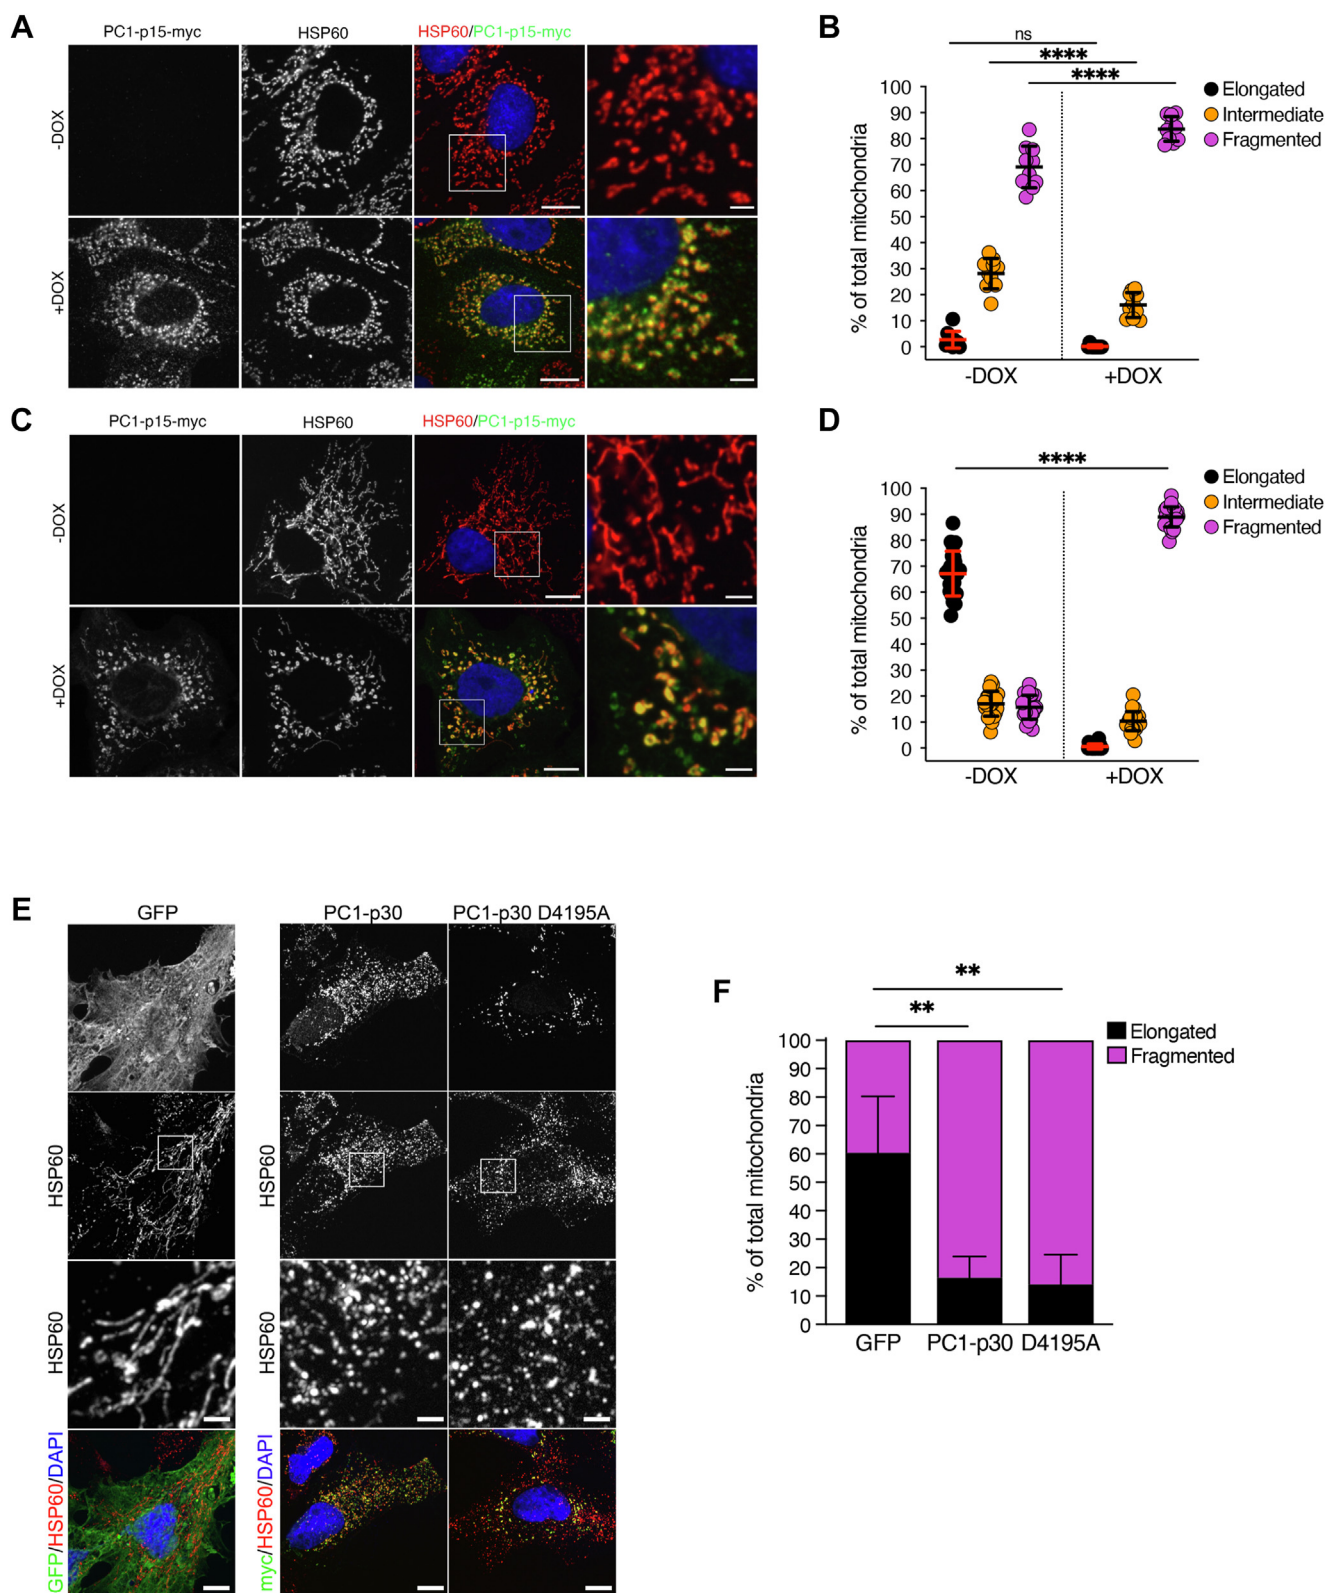 A
PC1-p15-myc
HSP60
HSP60/PC1-p15-myc
-DOX
+DOX
B
ns
****
****
% of total mitochondria
100
90
80
70
60
50
40
30
20
10
0
-DOX
+DOX
Elongated
Intermediate
Fragmented
C
PC1-p15-myc
HSP60
HSP60/PC1-p15-myc
-DOX
+DOX
D
****
% of total mitochondria
100
90
80
70
60
50
40
30
20
10
0
-DOX
+DOX
Elongated
Intermediate
Fragmented
E
GFP
PC1-p30
PC1-p30 D4195A
HSP60
HSP60
HSP60
HSP60
GFP/HSP60/DAPI
myc/HSP60/DAPI
F
**
**
% of total mitochondria
100
90
80
70
60
50
40
30
20
10
0
GFP
PC1-p30
D4195A
Elongated
Fragmented